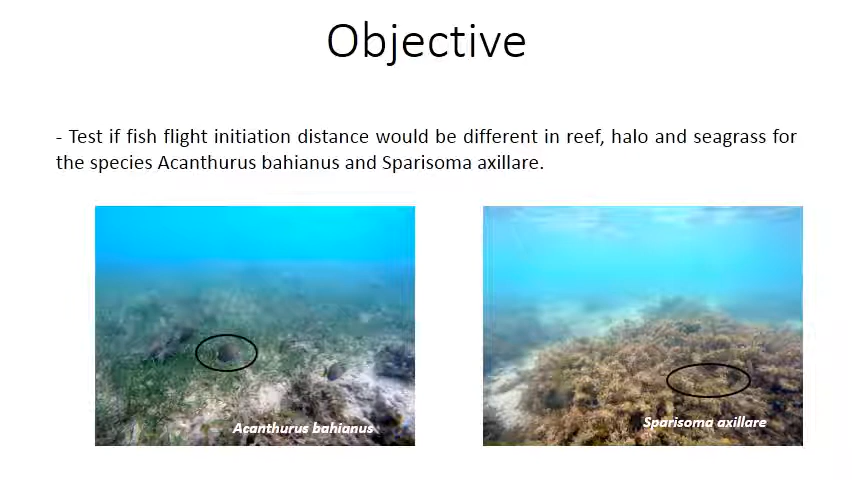 Objective
- Test if fish flight initiation distance would be different in reef, halo and seagrass for
the species Acanthurus bahianus and Sparisoma axillare.
Acanthurus bahianus
Sparisoma axillare